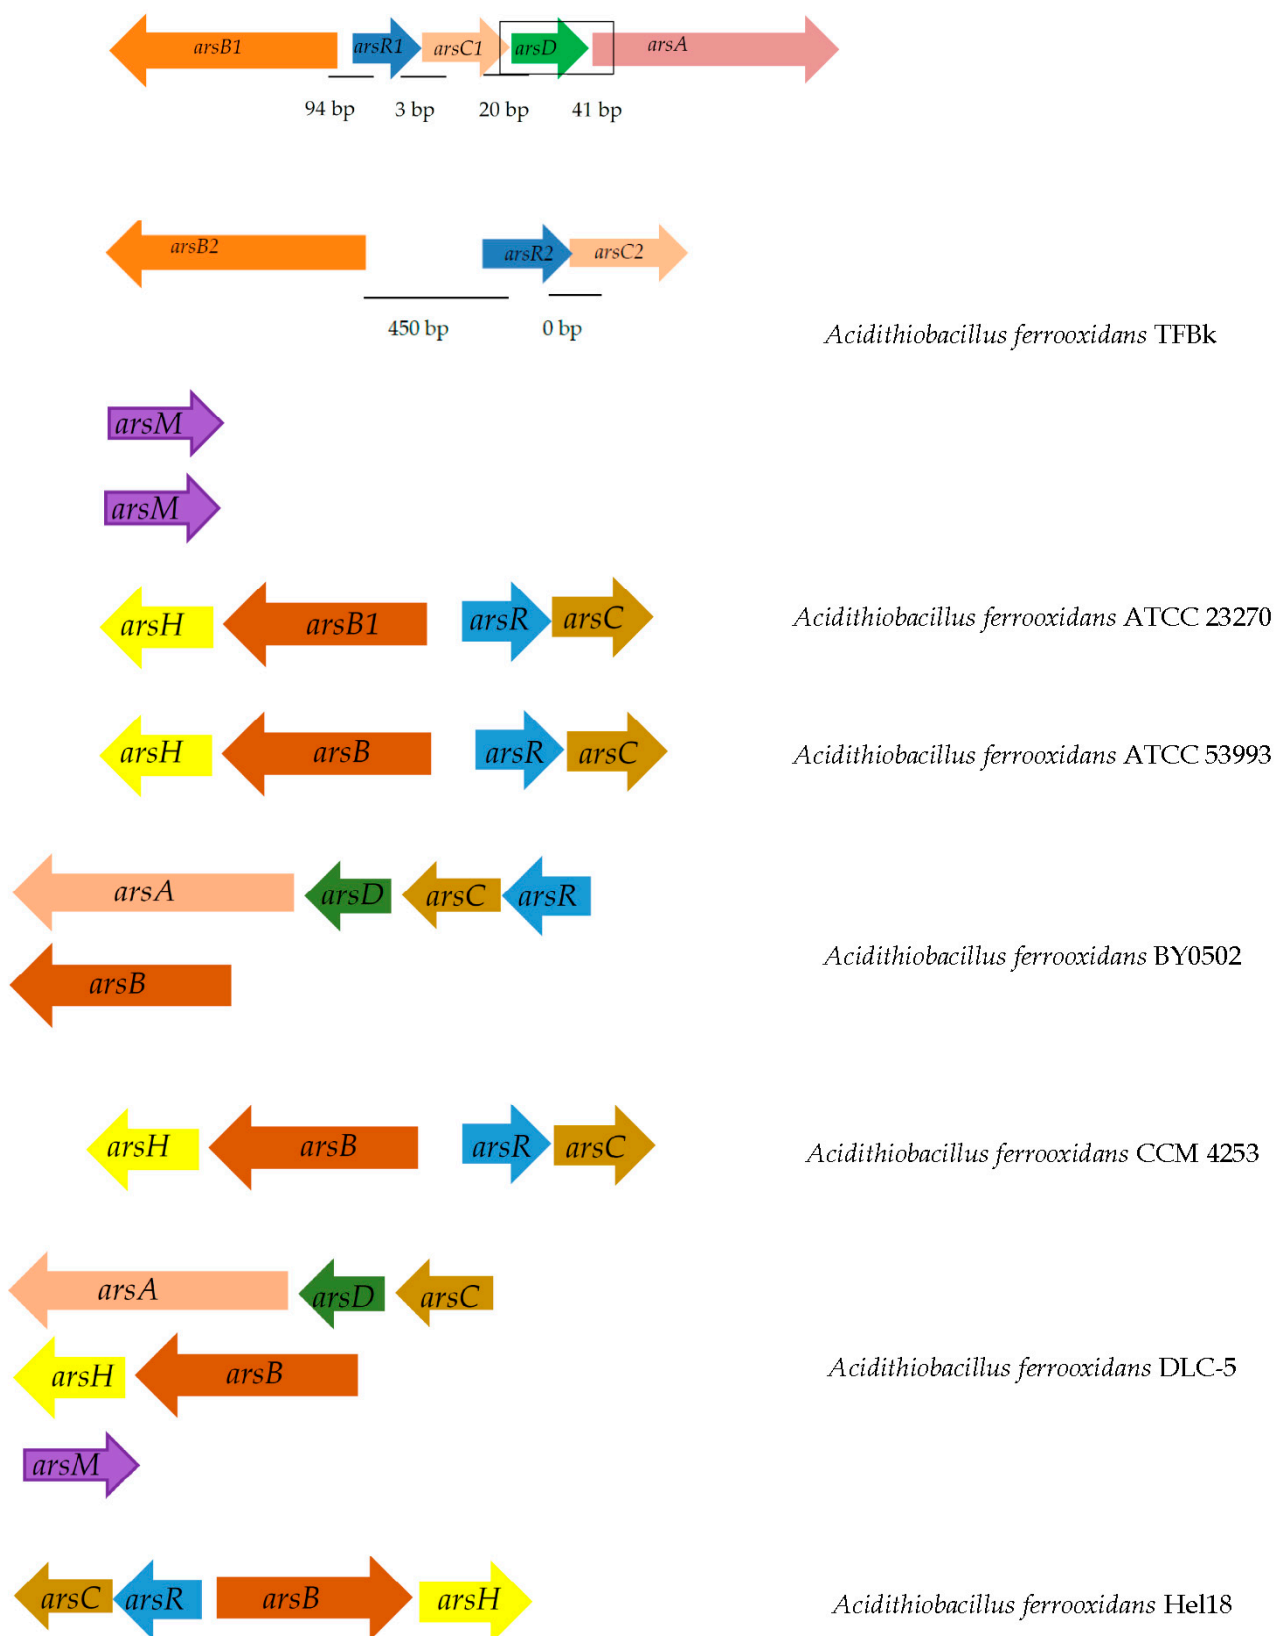 arsB1 arsR1 arsC1 arsD arsA
94 bp 3 bp 20 bp 41 bp
arsB2 arsR2 arsC2
450 bp 0 bp
Acidithiobacillus ferrooxidans TFBk
arsM
arsM
arsH arsB1 arsR arsC Acidithiobacillus ferrooxidans ATCC 23270
arsH arsB arsR arsC Acidithiobacillus ferrooxidans ATCC 53993
arsA arsD arsC arsR
Acidithiobacillus ferrooxidans BY0502
arsB
arsH arsB arsR arsC Acidithiobacillus ferrooxidans CCM 4253
arsA arsD arsC
arsH arsB Acidithiobacillus ferrooxidans DLC-5
arsM
arsC arsR arsB arsH Acidithiobacillus ferrooxidans Hel18